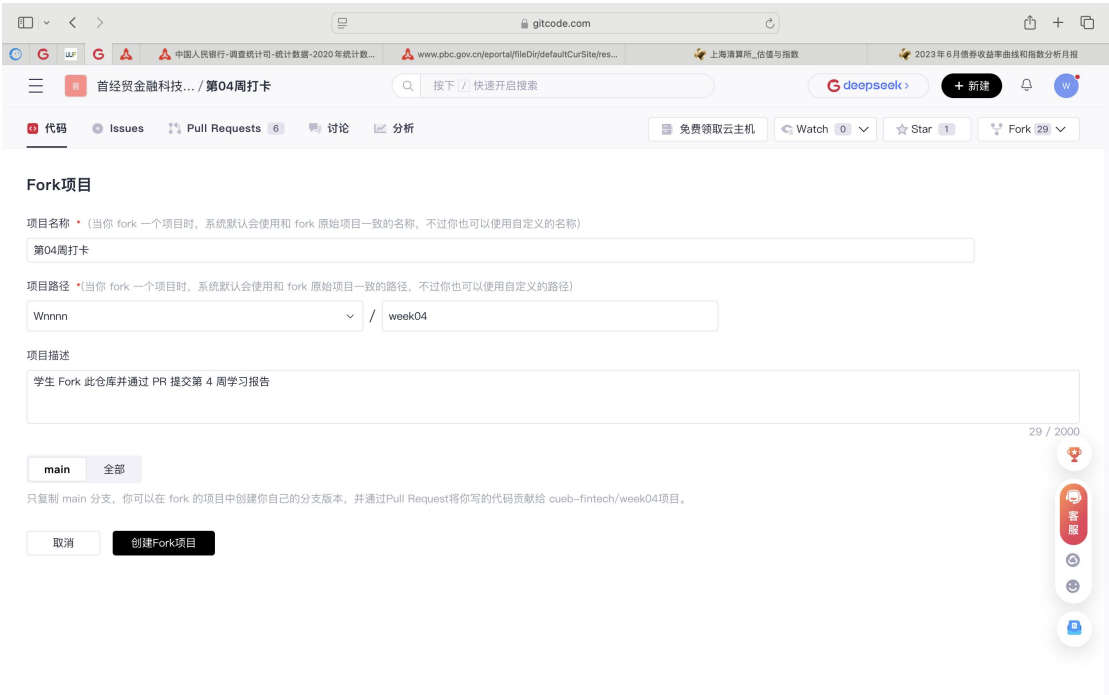 gitcode.com
中国人民银行-调查统计司-统计数据-2020年统计数...
www.pbc.gov.cn/eportal/fileDir/defaultCurSite/res...
上海清算所_估值与指数
2023年6月债券收益率曲线和指数分析月报
首 首经贸金融科技... / 第04周打卡
按下 / 快速开启搜索
deepseek >
+ 新建
W
代码 Issues Pull Requests 6 讨论 分析
免费领取云主机 Watch 0 Star 1 Fork 29
Fork项目
项目名称 * (当你 fork 一个项目时，系统默认会使用和 fork 原始项目一致的名称，不过你也可以使用自定义的名称)
第04周打卡
项目路径 *(当你 fork 一个项目时，系统默认会使用和 fork 原始项目一致的路径，不过你也可以使用自定义的路径)
Wnnnn / week04
项目描述
学生 Fork 此仓库并通过 PR 提交第 4 周学习报告
29 / 2000
main 全部
只复制 main 分支，你可以在 fork 的项目中创建你自己的分支版本，并通过Pull Request将你写的代码贡献给 cueb-fintech/week04项目。
取消 创建Fork项目
客服